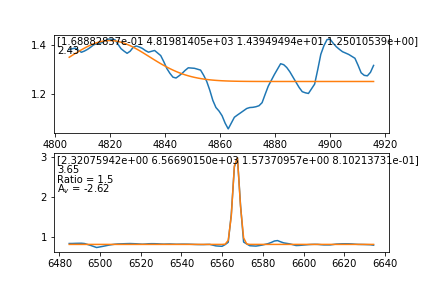 [1.68882857e-01 4.81981405e+03 1.43949494e+01 1.25010539e+00]
2.43
1.4
1.2
4800 4820 4840 4860 4880 4900 4920
[2.32075942e+00 6.56690150e+03 1.57370957e+00 8.10213731e-01]
3.65
Ratio = 1.5
Av = -2.62
3
2
1
6480 6500 6520 6540 6560 6580 6600 6620 6640